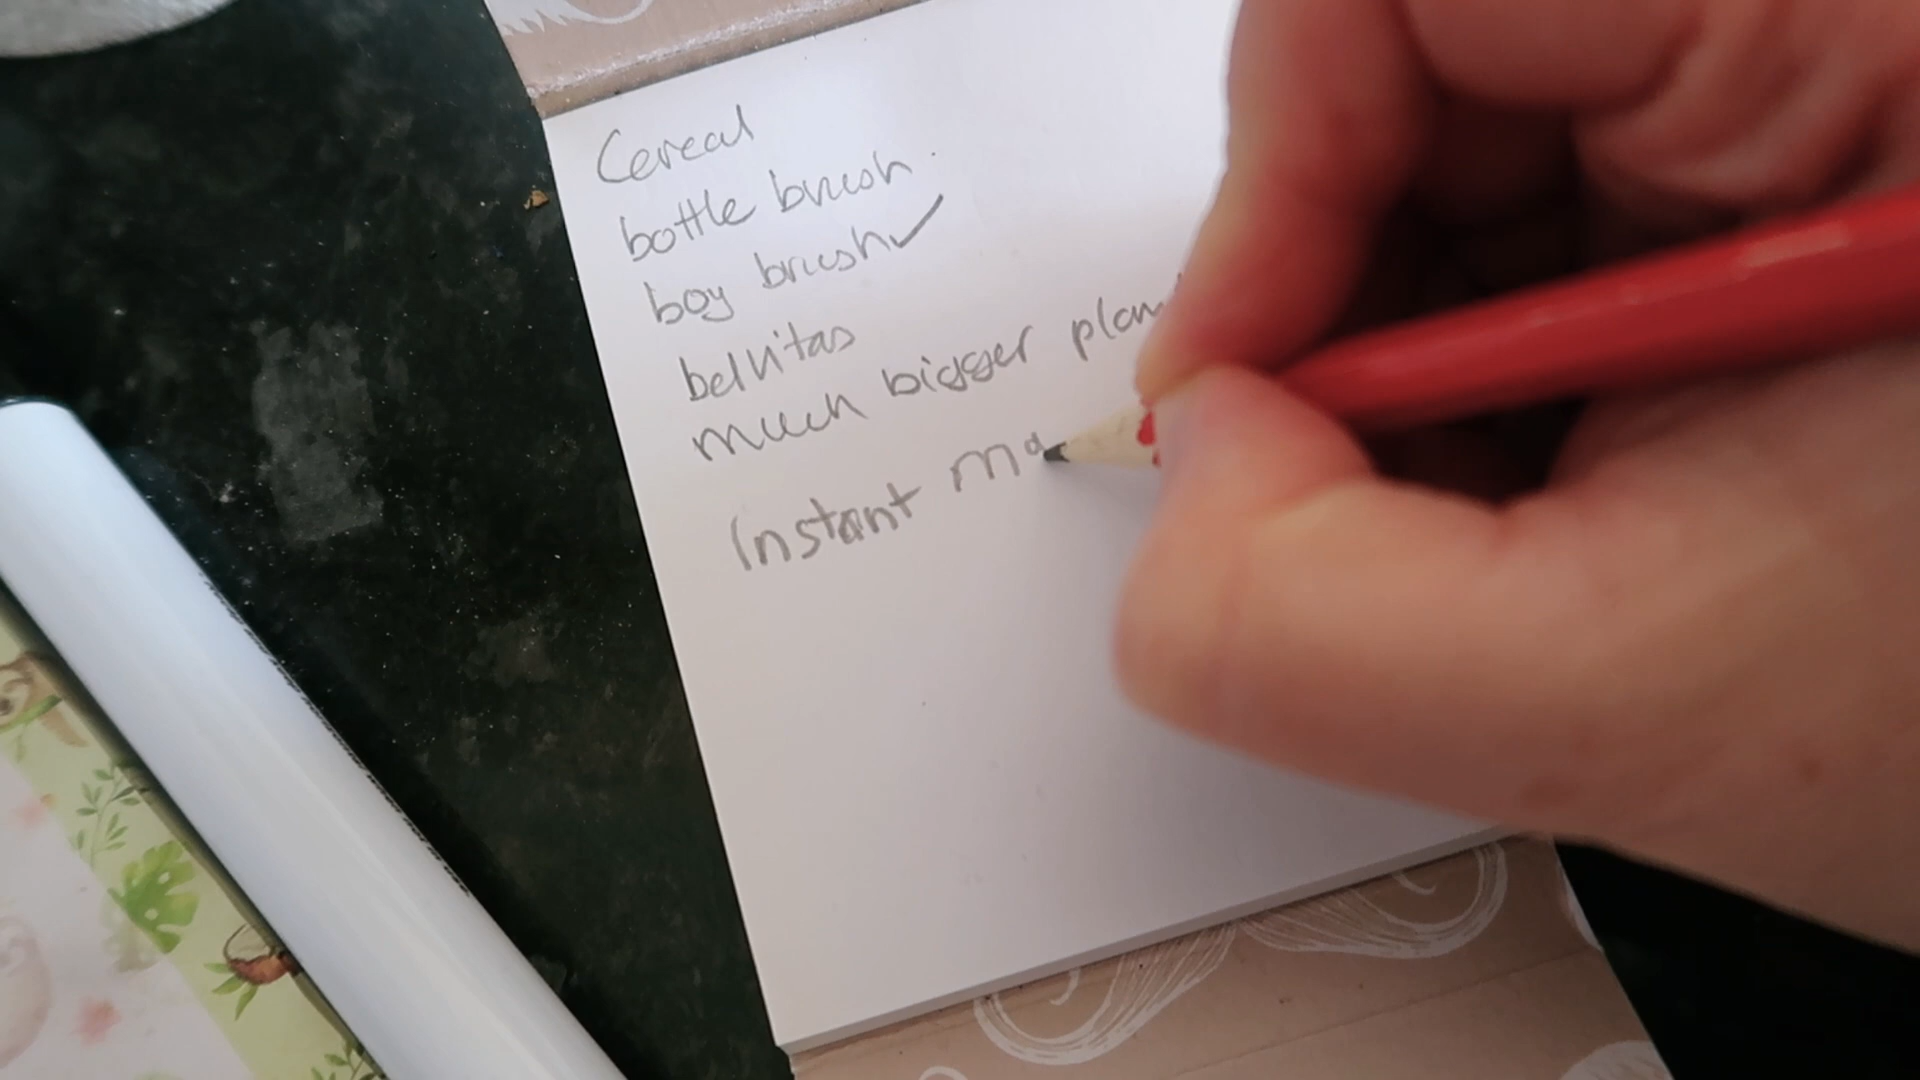 Cereal
bottle brush
boy brush✓
belvitas
much bigger
Instant